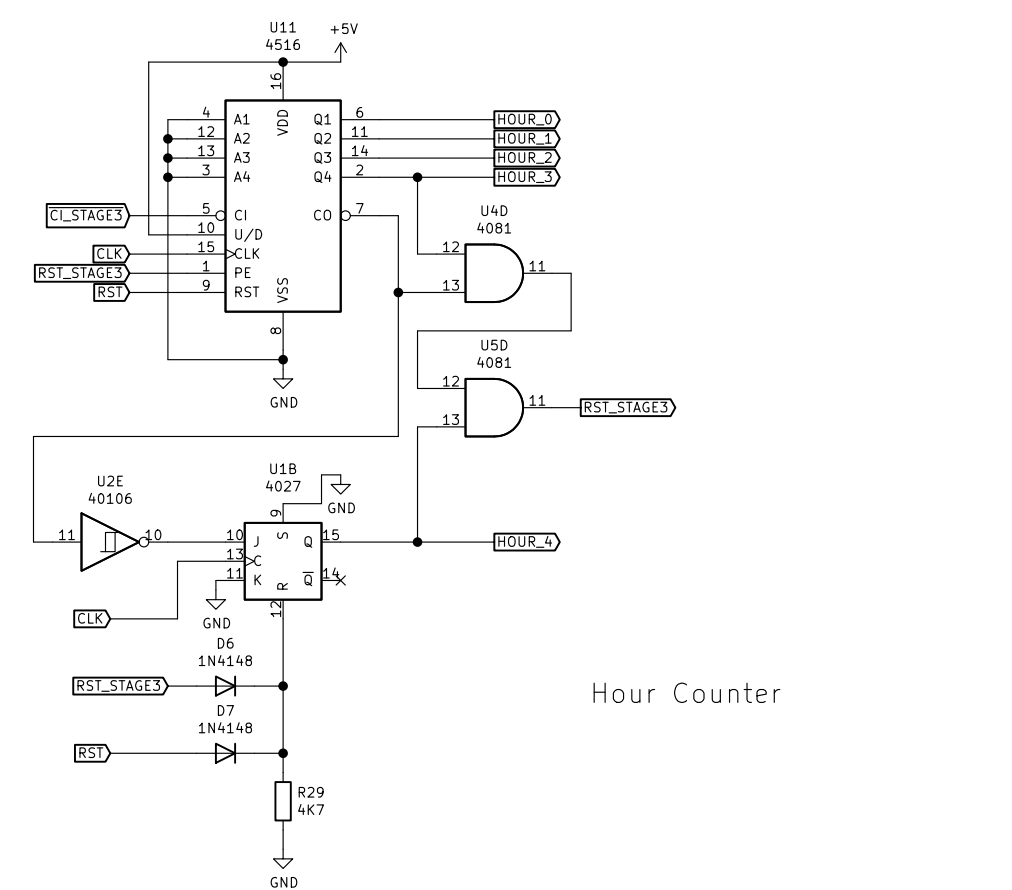 U11
4516
+5V
16
VDD
4 A1 Q1 6 HOUR_0
12 A2 Q2 11 HOUR_1
13 A3 Q3 14 HOUR_2
3 A4 Q4 2 HOUR_3
CI_STAGE3 5 CI CO 7
10 U/D
CLK 15 CLK
RST_STAGE3 1 PE
RST 9 RST
VSS
8
GND
U4D
4081
12
13
11
U5D
4081
12
13
11 RST_STAGE3
U2E
40106
11 10
U1B
4027
GND
9
S
10 J Q 15 HOUR_4
13 C
11 K Q 14
R
12
GND
CLK
D6
1N4148
RST_STAGE3
D7
1N4148
RST
R29
4K7
GND
Hour Counter